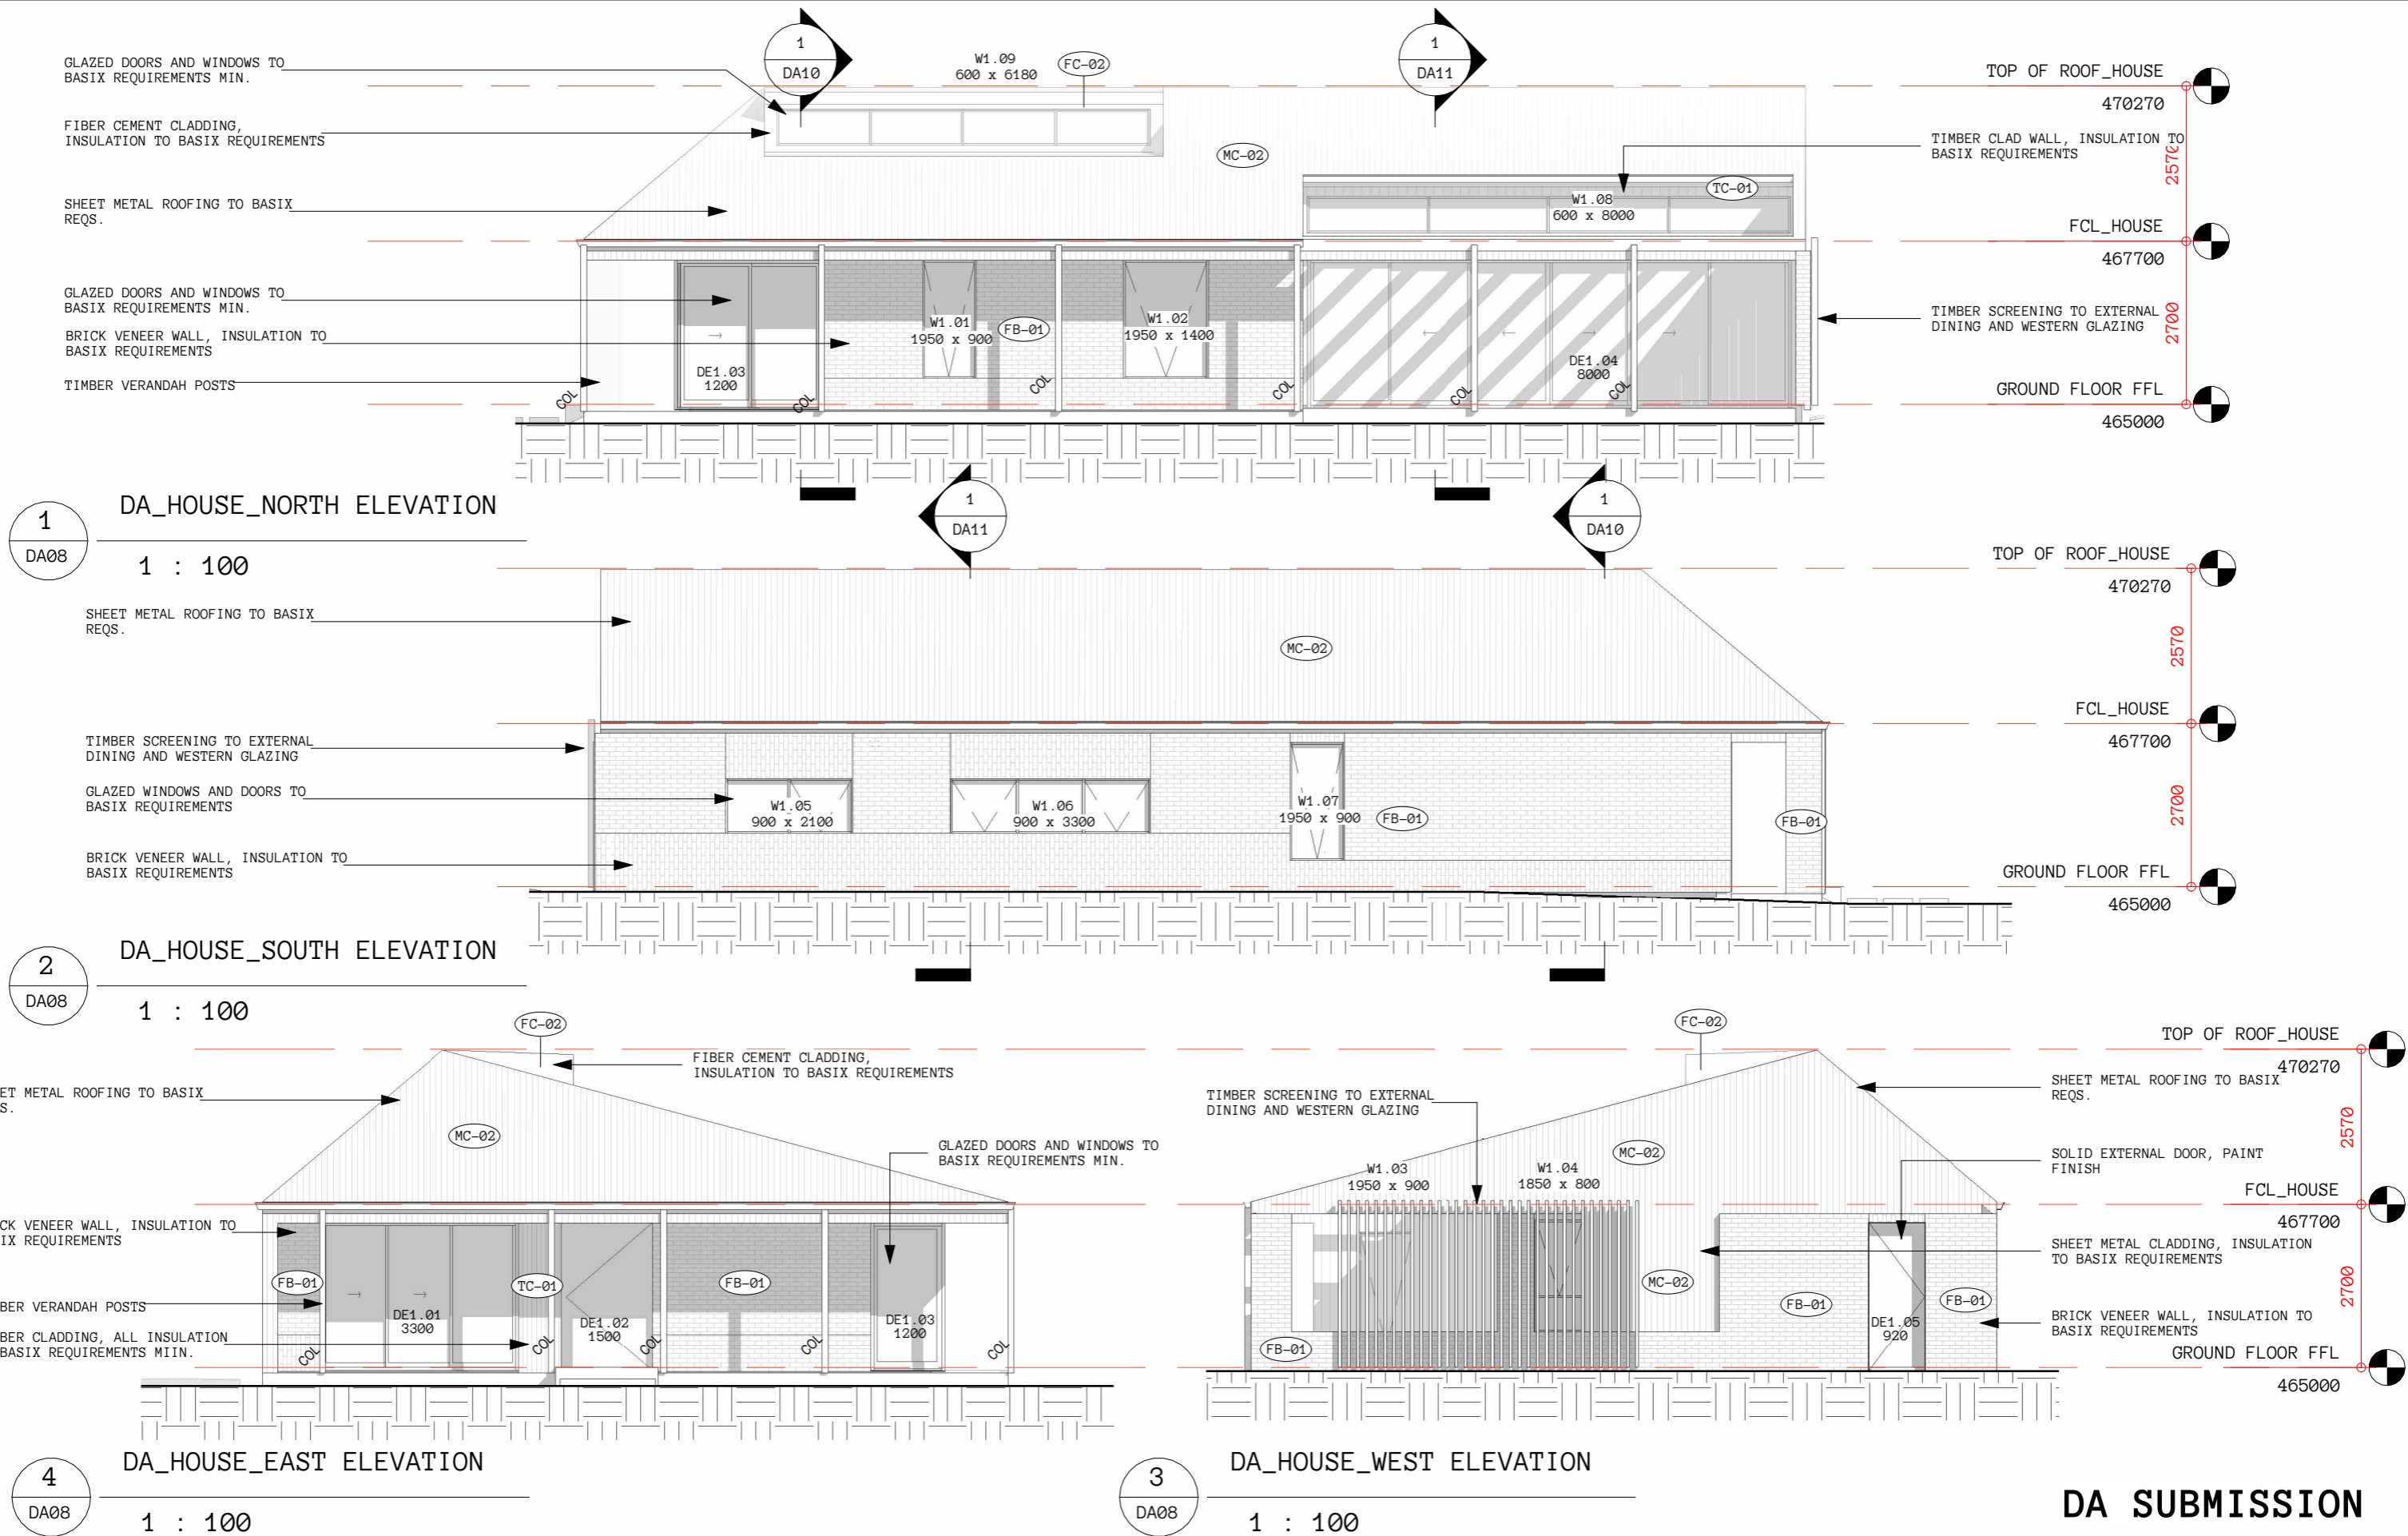 GLAZED DOORS AND WINDOWS TO
BASIX REQUIREMENTS MIN.
FIBER CEMENT CLADDING,
INSULATION TO BASIX REQUIREMENTS
SHEET METAL ROOFING TO BASIX
REQS.
GLAZED DOORS AND WINDOWS TO
BASIX REQUIREMENTS MIN.
BRICK VENEER WALL, INSULATION TO
BASIX REQUIREMENTS
TIMBER VERANDAH POSTS
1
DA10
W1.09
600 x 6180
FC-02
1
DA11
MC-02
TC-01
W1.08
600 x 8000
W1.01
1950 x 900
FB-01
W1.02
1950 x 1400
DE1.03
1200
DE1.04
8000
COL
COL
COL
COL
COL
COL
TOP OF ROOF_HOUSE
470270
TIMBER CLAD WALL, INSULATION TO
BASIX REQUIREMENTS
2570
FCL_HOUSE
467700
TIMBER SCREENING TO EXTERNAL
DINING AND WESTERN GLAZING
2700
GROUND FLOOR FFL
465000
1
DA08
DA_HOUSE_NORTH ELEVATION
1 : 100
1
DA11
1
DA10
SHEET METAL ROOFING TO BASIX
REQS.
TIMBER SCREENING TO EXTERNAL
DINING AND WESTERN GLAZING
GLAZED WINDOWS AND DOORS TO
BASIX REQUIREMENTS
BRICK VENEER WALL, INSULATION TO
BASIX REQUIREMENTS
MC-02
W1.05
900 x 2100
W1.06
900 x 3300
W1.07
1950 x 900
FB-01
FB-01
TOP OF ROOF_HOUSE
470270
2570
FCL_HOUSE
467700
2700
GROUND FLOOR FFL
465000
2
DA08
DA_HOUSE_SOUTH ELEVATION
1 : 100
FC-02
FIBER CEMENT CLADDING,
INSULATION TO BASIX REQUIREMENTS
ET METAL ROOFING TO BASIX
S.
MC-02
GLAZED DOORS AND WINDOWS TO
BASIX REQUIREMENTS MIN.
CK VENEER WALL, INSULATION TO
IX REQUIREMENTS
FB-01
TC-01
FB-01
BER VERANDAH POSTS
DE1.01
3300
DE1.02
1500
DE1.03
1200
BER CLADDING, ALL INSULATION
BASIX REQUIREMENTS MIIN.
COL
COL
COL
COL
COL
4
DA08
DA_HOUSE_EAST ELEVATION
1 : 100
FC-02
TIMBER SCREENING TO EXTERNAL
DINING AND WESTERN GLAZING
W1.03
1950 x 900
W1.04
1850 x 800
MC-02
MC-02
FB-01
FB-01
DE1.05
920
FB-01
TOP OF ROOF_HOUSE
470270
SHEET METAL ROOFING TO BASIX
REQS.
2570
SOLID EXTERNAL DOOR, PAINT
FINISH
FCL_HOUSE
467700
SHEET METAL CLADDING, INSULATION
TO BASIX REQUIREMENTS
2700
BRICK VENEER WALL, INSULATION TO
BASIX REQUIREMENTS
GROUND FLOOR FFL
465000
3
DA08
DA_HOUSE_WEST ELEVATION
1 : 100
DA SUBMISSION